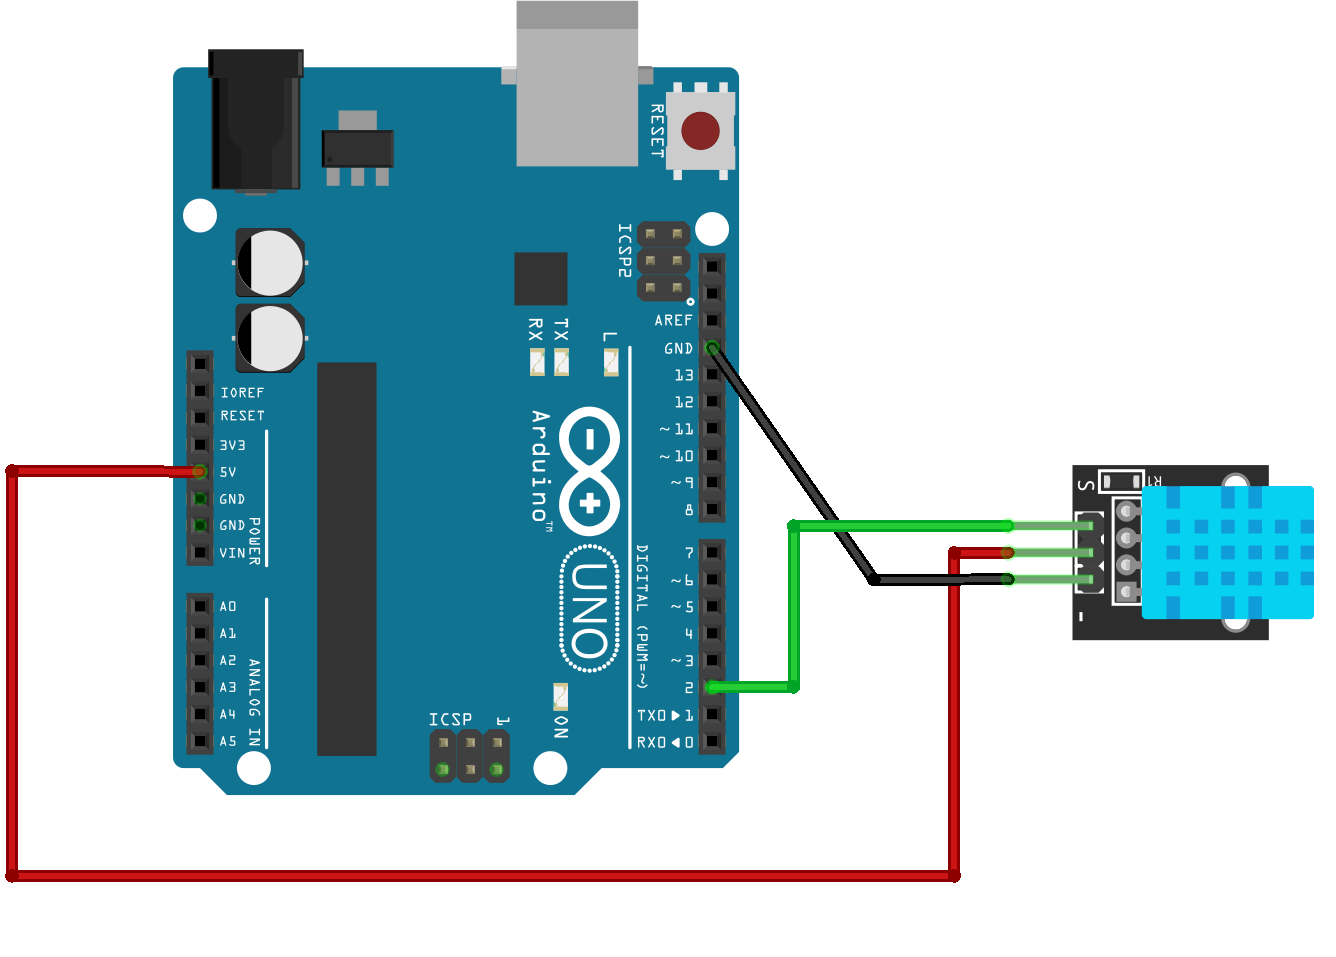 RESET
ICSP2
AREF
GND
13
12
~11
~10
~9
8
RX
TX
L
IOREF
RESET
3V3
5V
GND
GND
VIN
POWER
Arduino™
UNO
DIGITAL (PWM=~)
7
~6
~5
4
~3
2
TX0▶1
RX0◀0
A0
A1
A2
A3
A4
A5
ANALOG IN
ICSP
1
ON
S
R1
-